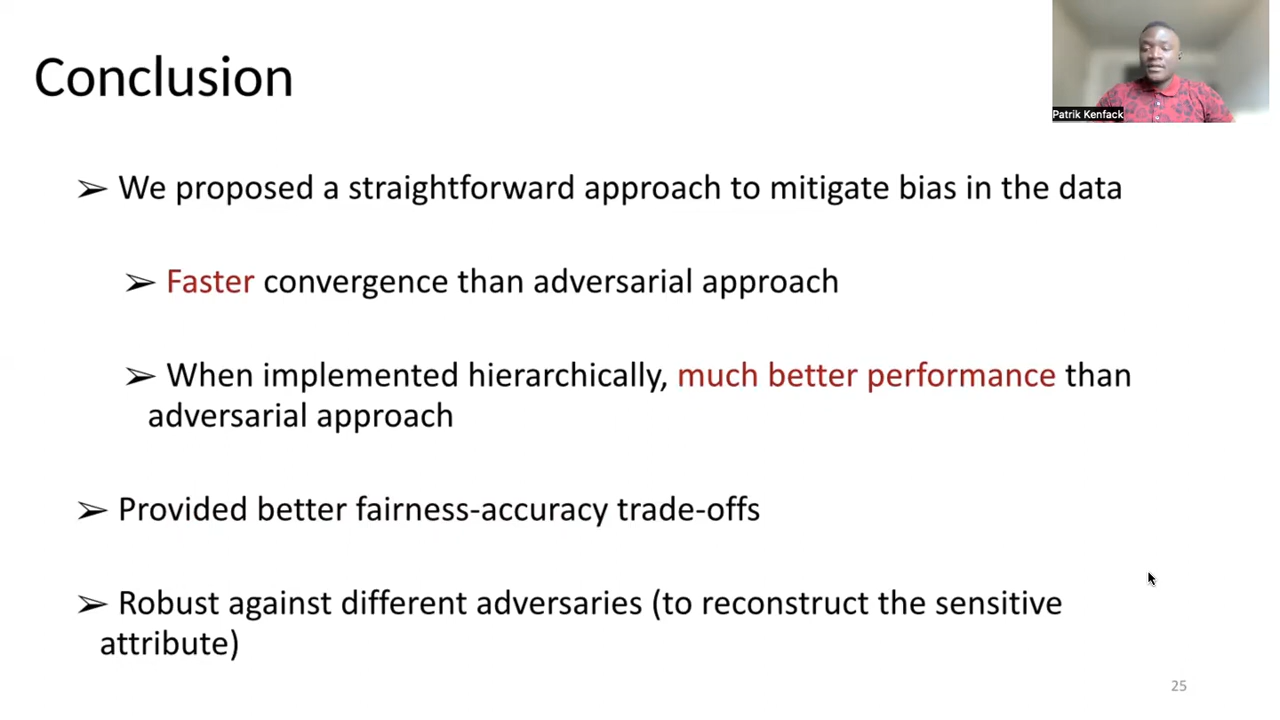 Conclusion
Patrik Kenfack
➢ We proposed a straightforward approach to mitigate bias in the data
➢ Faster convergence than adversarial approach
➢ When implemented hierarchically, much better performance than
adversarial approach
➢ Provided better fairness-accuracy trade-offs
➢ Robust against different adversaries (to reconstruct the sensitive
attribute)
25